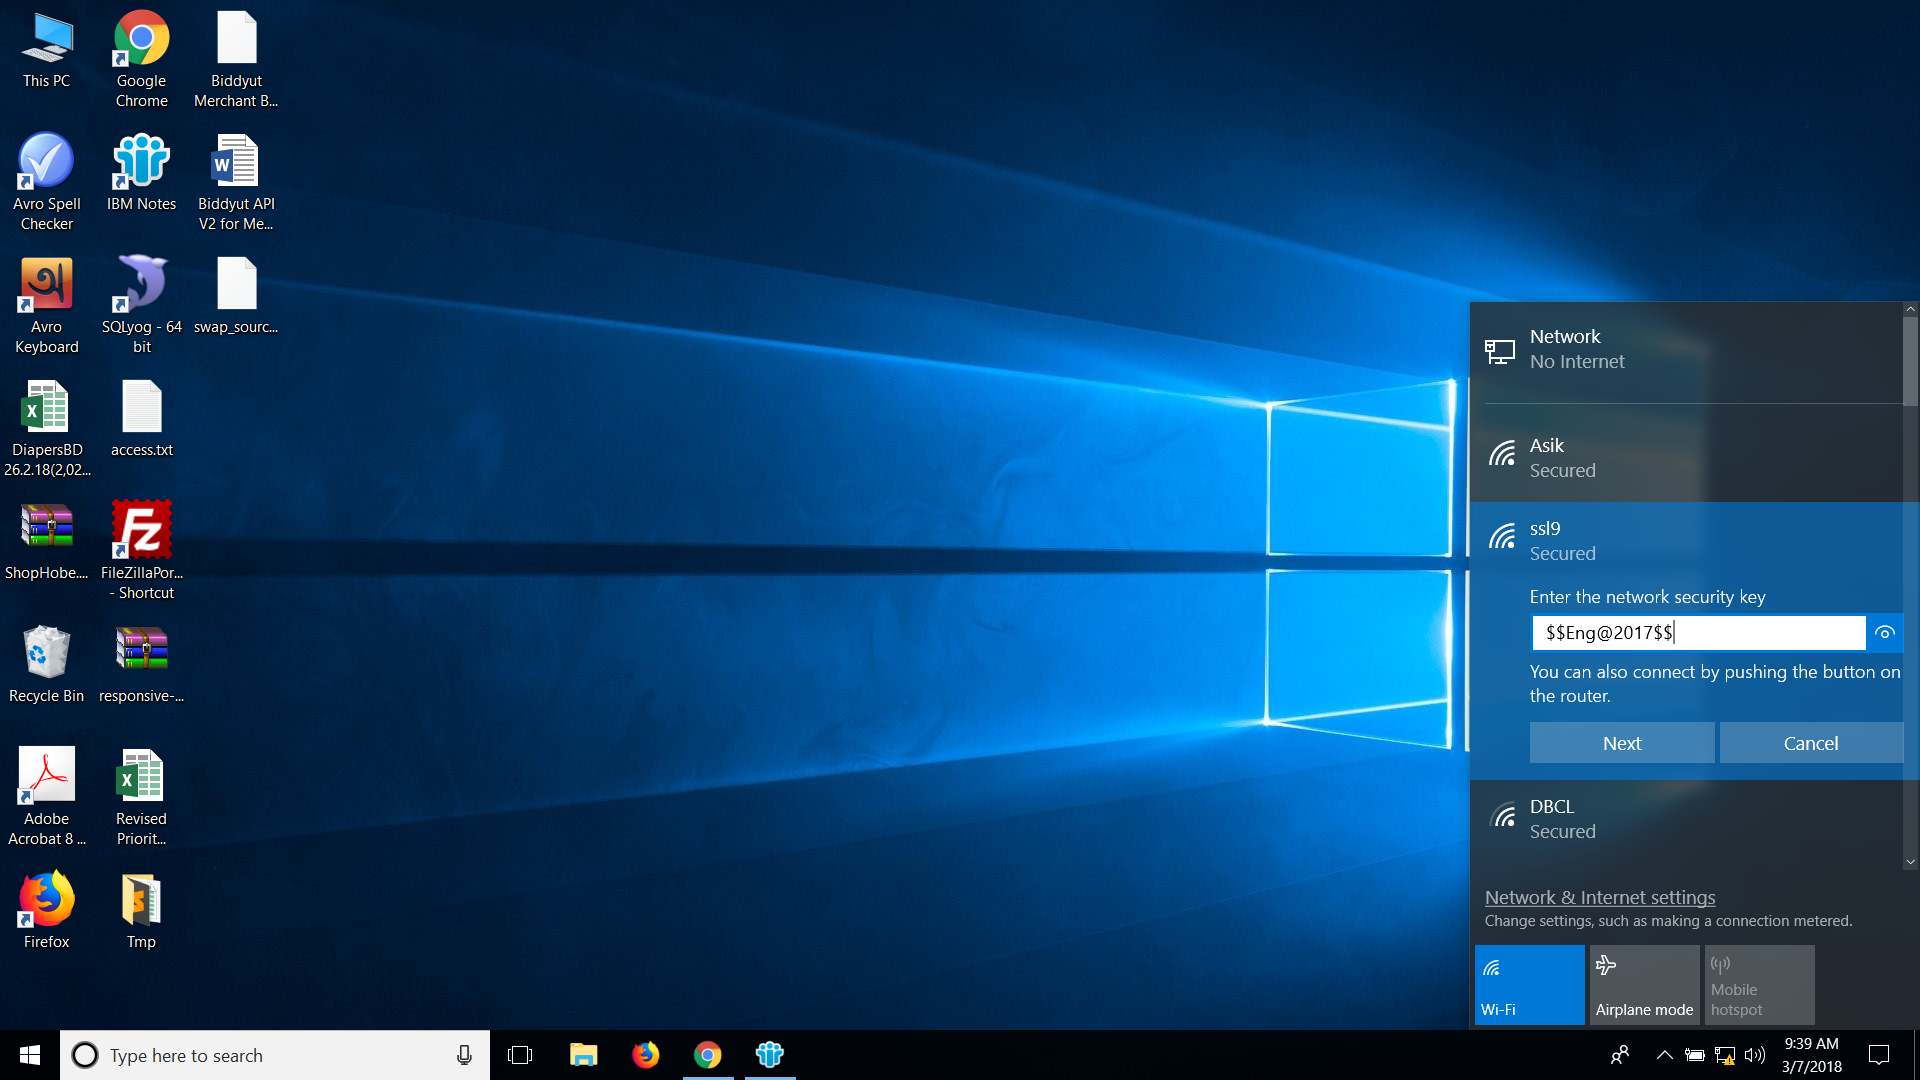 This PC
Google
Chrome
Biddyut
Merchant B...
Avro Spell
Checker
IBM Notes
Biddyut API
V2 for Me...
Avro
Keyboard
SQLyog - 64
bit
swap_sourc...
DiapersBD
26.2.18(2,02...
access.txt
ShopHobe....
FileZillaPor...
- Shortcut
Recycle Bin
responsive-...
Adobe
Acrobat 8 ...
Revised
Priorit...
Firefox
Tmp
Network
No Internet
Asik
Secured
ssl9
Secured
Enter the network security key
$$Eng@2017$$
You can also connect by pushing the button on
the router.
Next
Cancel
DBCL
Secured
Network & Internet settings
Change settings, such as making a connection metered.
Wi-Fi
Airplane mode
Mobile
hotspot
Type here to search
9:39 AM
3/7/2018